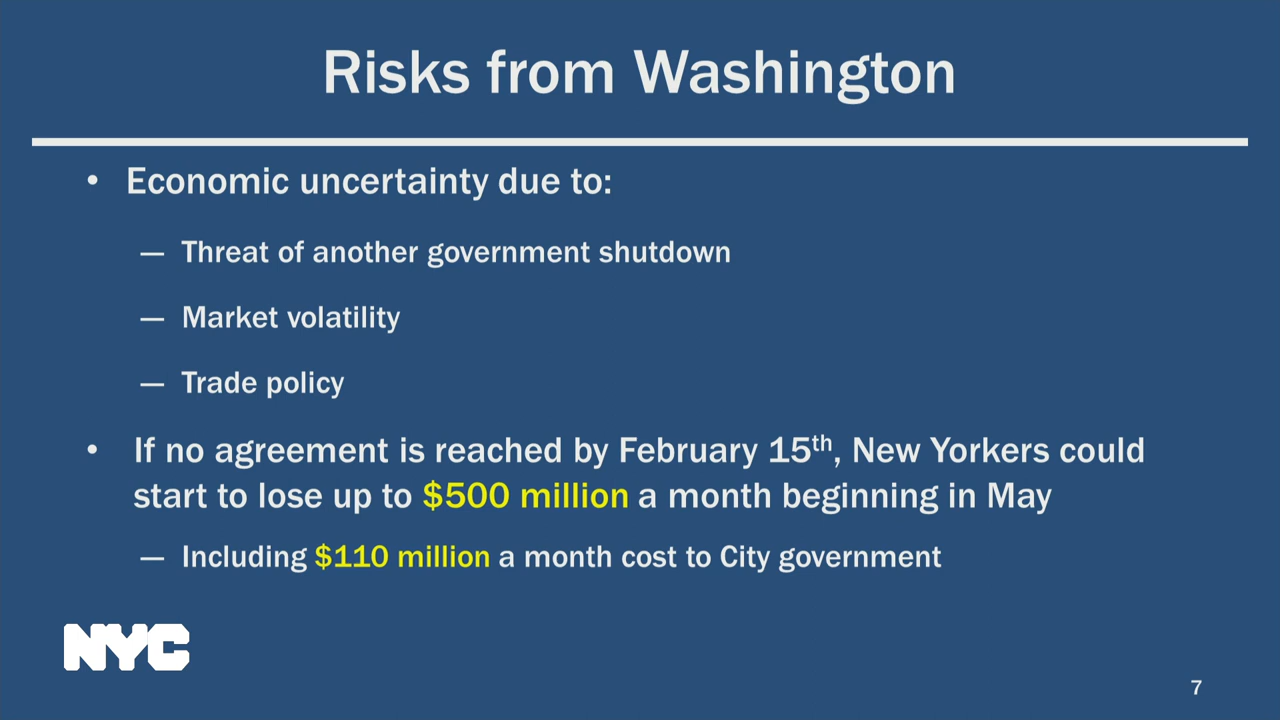 Risks from Washington
• Economic uncertainty due to:
— Threat of another government shutdown
— Market volatility
— Trade policy
• If no agreement is reached by February 15th, New Yorkers could
start to lose up to $500 million a month beginning in May
— Including $110 million a month cost to City government
NYC
7